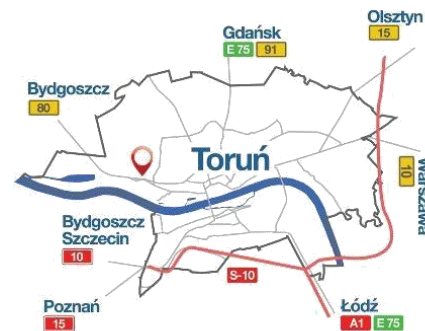 Olsztyn
15
Gdańsk
E 75 91
Bydgoszcz
80
Toruń
10
Warszawa
Bydgoszcz
Szczecin
10
S-10
Poznań
15
Łódź
A1 E 75